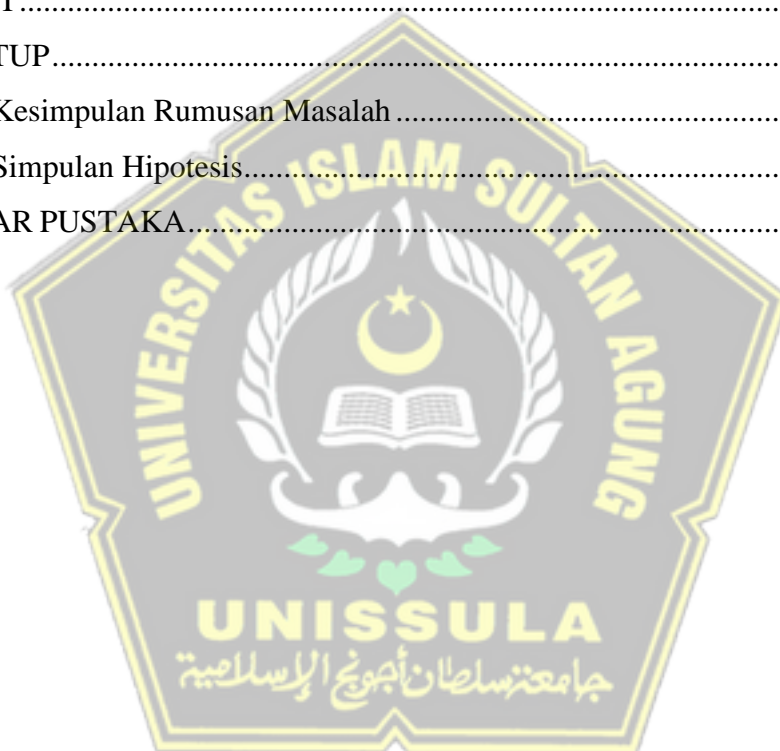 TUP........................................................................
Kesimpulan Rumusan Masalah........................................
Simpulan Hipotesis........................................................
AR PUSTAKA................................................................
UNIVERSITAS ISLAM SULTAN AGUNG
UNISSULA
جامعة سلطان أجونج الإسلامية